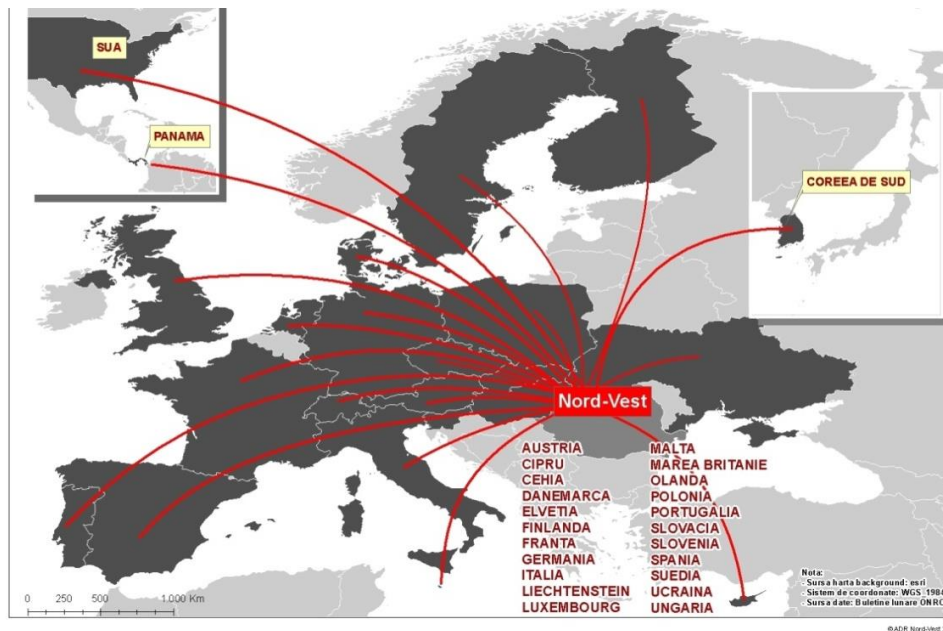 SUA
PANAMA
COREEA DE SUD
Nord-Vest
AUSTRIA
CIPRU
CEHIA
DANEMARCA
ELVETIA
FINLANDA
FRANTA
GERMANIA
ITALIA
LIECHTENSTEIN
LUXEMBOURG
MALTA
MAREA BRITANIE
OLANDA
POLONIA
PORTUGALIA
SLOVACIA
SLOVENIA
SPANIA
SUEDIA
UCRAINA
UNGARIA
0 250 500 1.000 Km
Nota:
- Sursa harta background: esri
- Sistem de coordonate: WGS_1984
- Sursa date: Buletine lunare ONRC
©ADR Nord-Vest